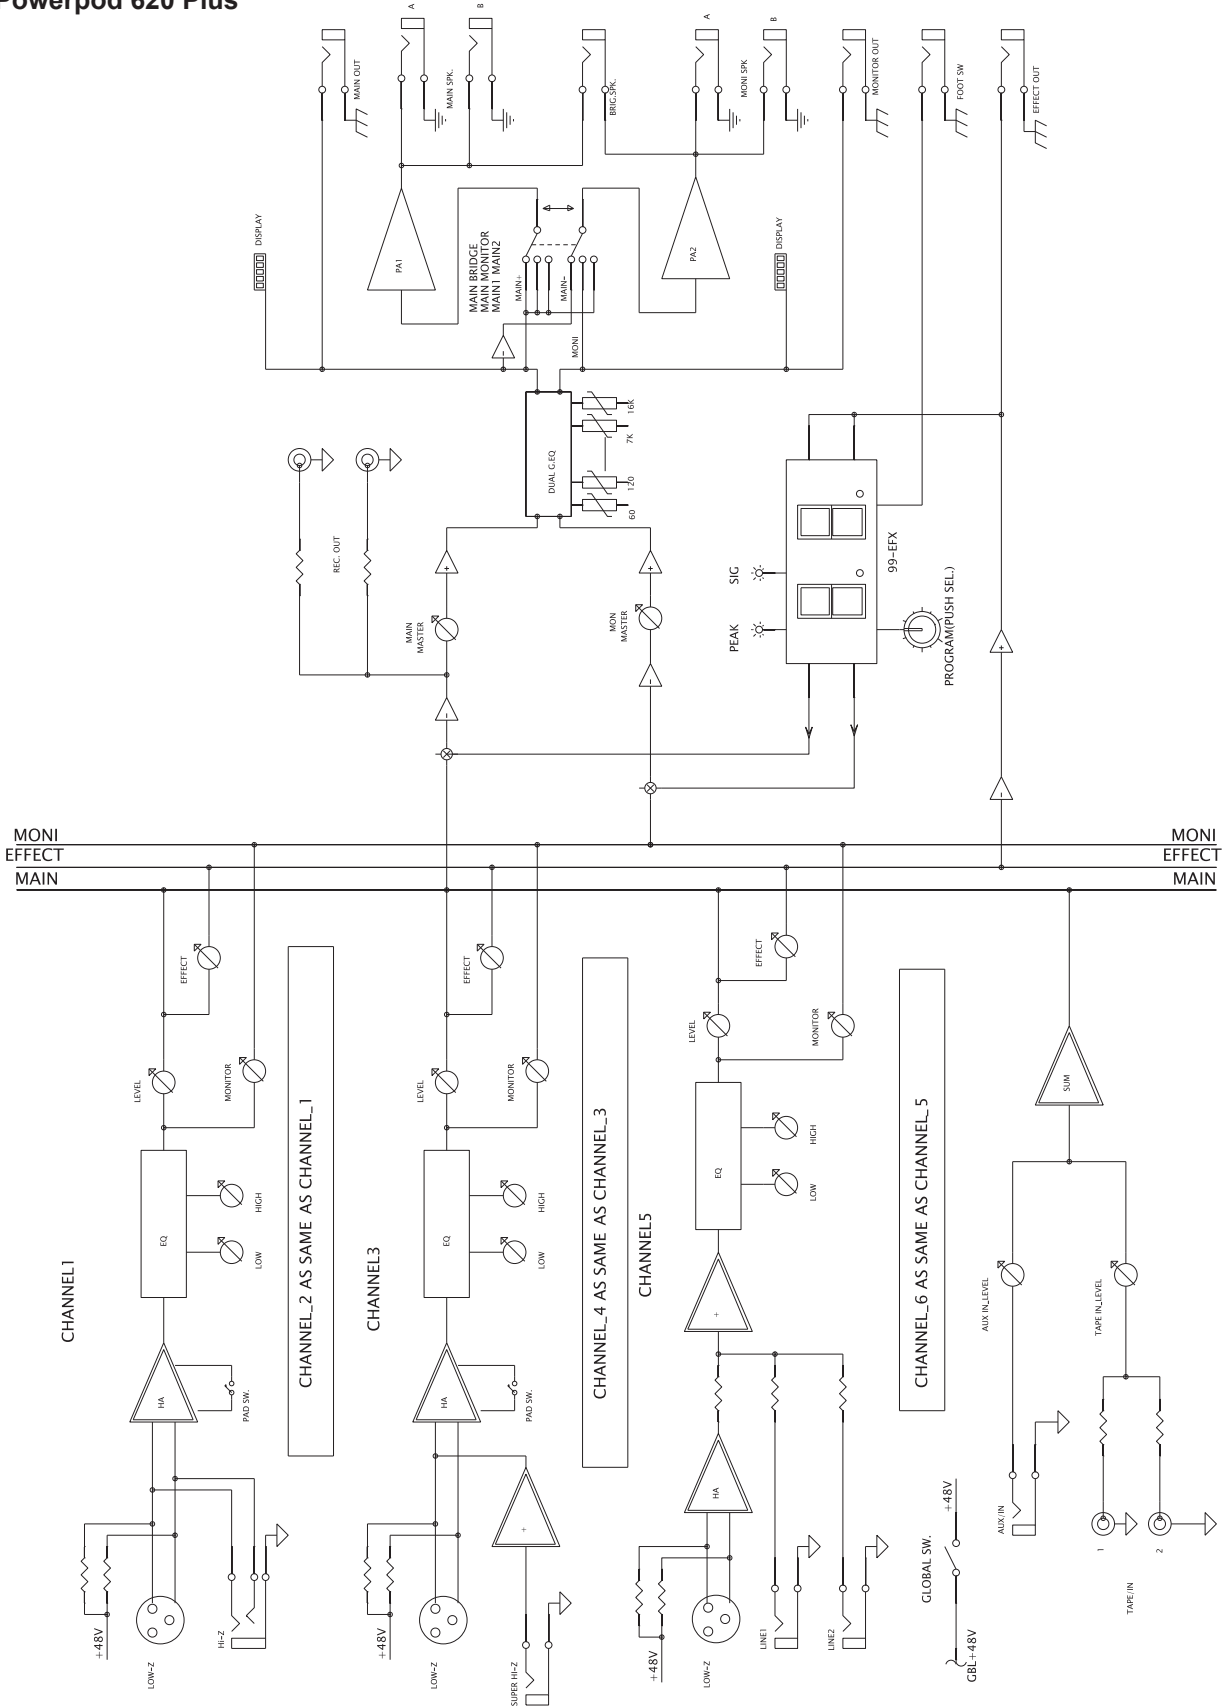 Powerpod 620 Plus
A
B
A
B
MAIN OUT
MAIN SPK.
BRIG.SPK.
MONI SPK
MONITOR OUT
FOOT SW
EFFECT OUT
DISPLAY
PA1
MAIN BRIDGE
MAIN MONITOR
MAIN1 MAIN2
MAIN+
MAIN-
MONI
PA2
DISPLAY
DUAL G.EQ
16K
7K
120
60
REC. OUT
+
+
-
-
-
MAIN
MASTER
MON
MASTER
SIG
PEAK
99-EFX
PROGRAM(PUSH SEL.)
+
-
MONI
EFFECT
MAIN
MONI
EFFECT
MAIN
EFFECT
LEVEL
MONITOR
EQ
HIGH
LOW
CHANNEL1
HA
PAD SW.
+48V
LOW-Z
Hi-Z
CHANNEL_2 AS SAME AS CHANNEL_1
EFFECT
LEVEL
MONITOR
EQ
HIGH
LOW
CHANNEL3
HA
PAD SW.
+
+48V
LOW-Z
SUPER HI-Z
CHANNEL_4 AS SAME AS CHANNEL_3
EFFECT
LEVEL
MONITOR
EQ
HIGH
LOW
CHANNEL5
+
HA
+48V
LOW-Z
LINE1
LINE2
CHANNEL_6 AS SAME AS CHANNEL_5
SUM
AUX IN_LEVEL
TAPE IN_LEVEL
GLOBAL SW.
+48V
GBL+48V
AUX/IN
1
2
TAPE/IN